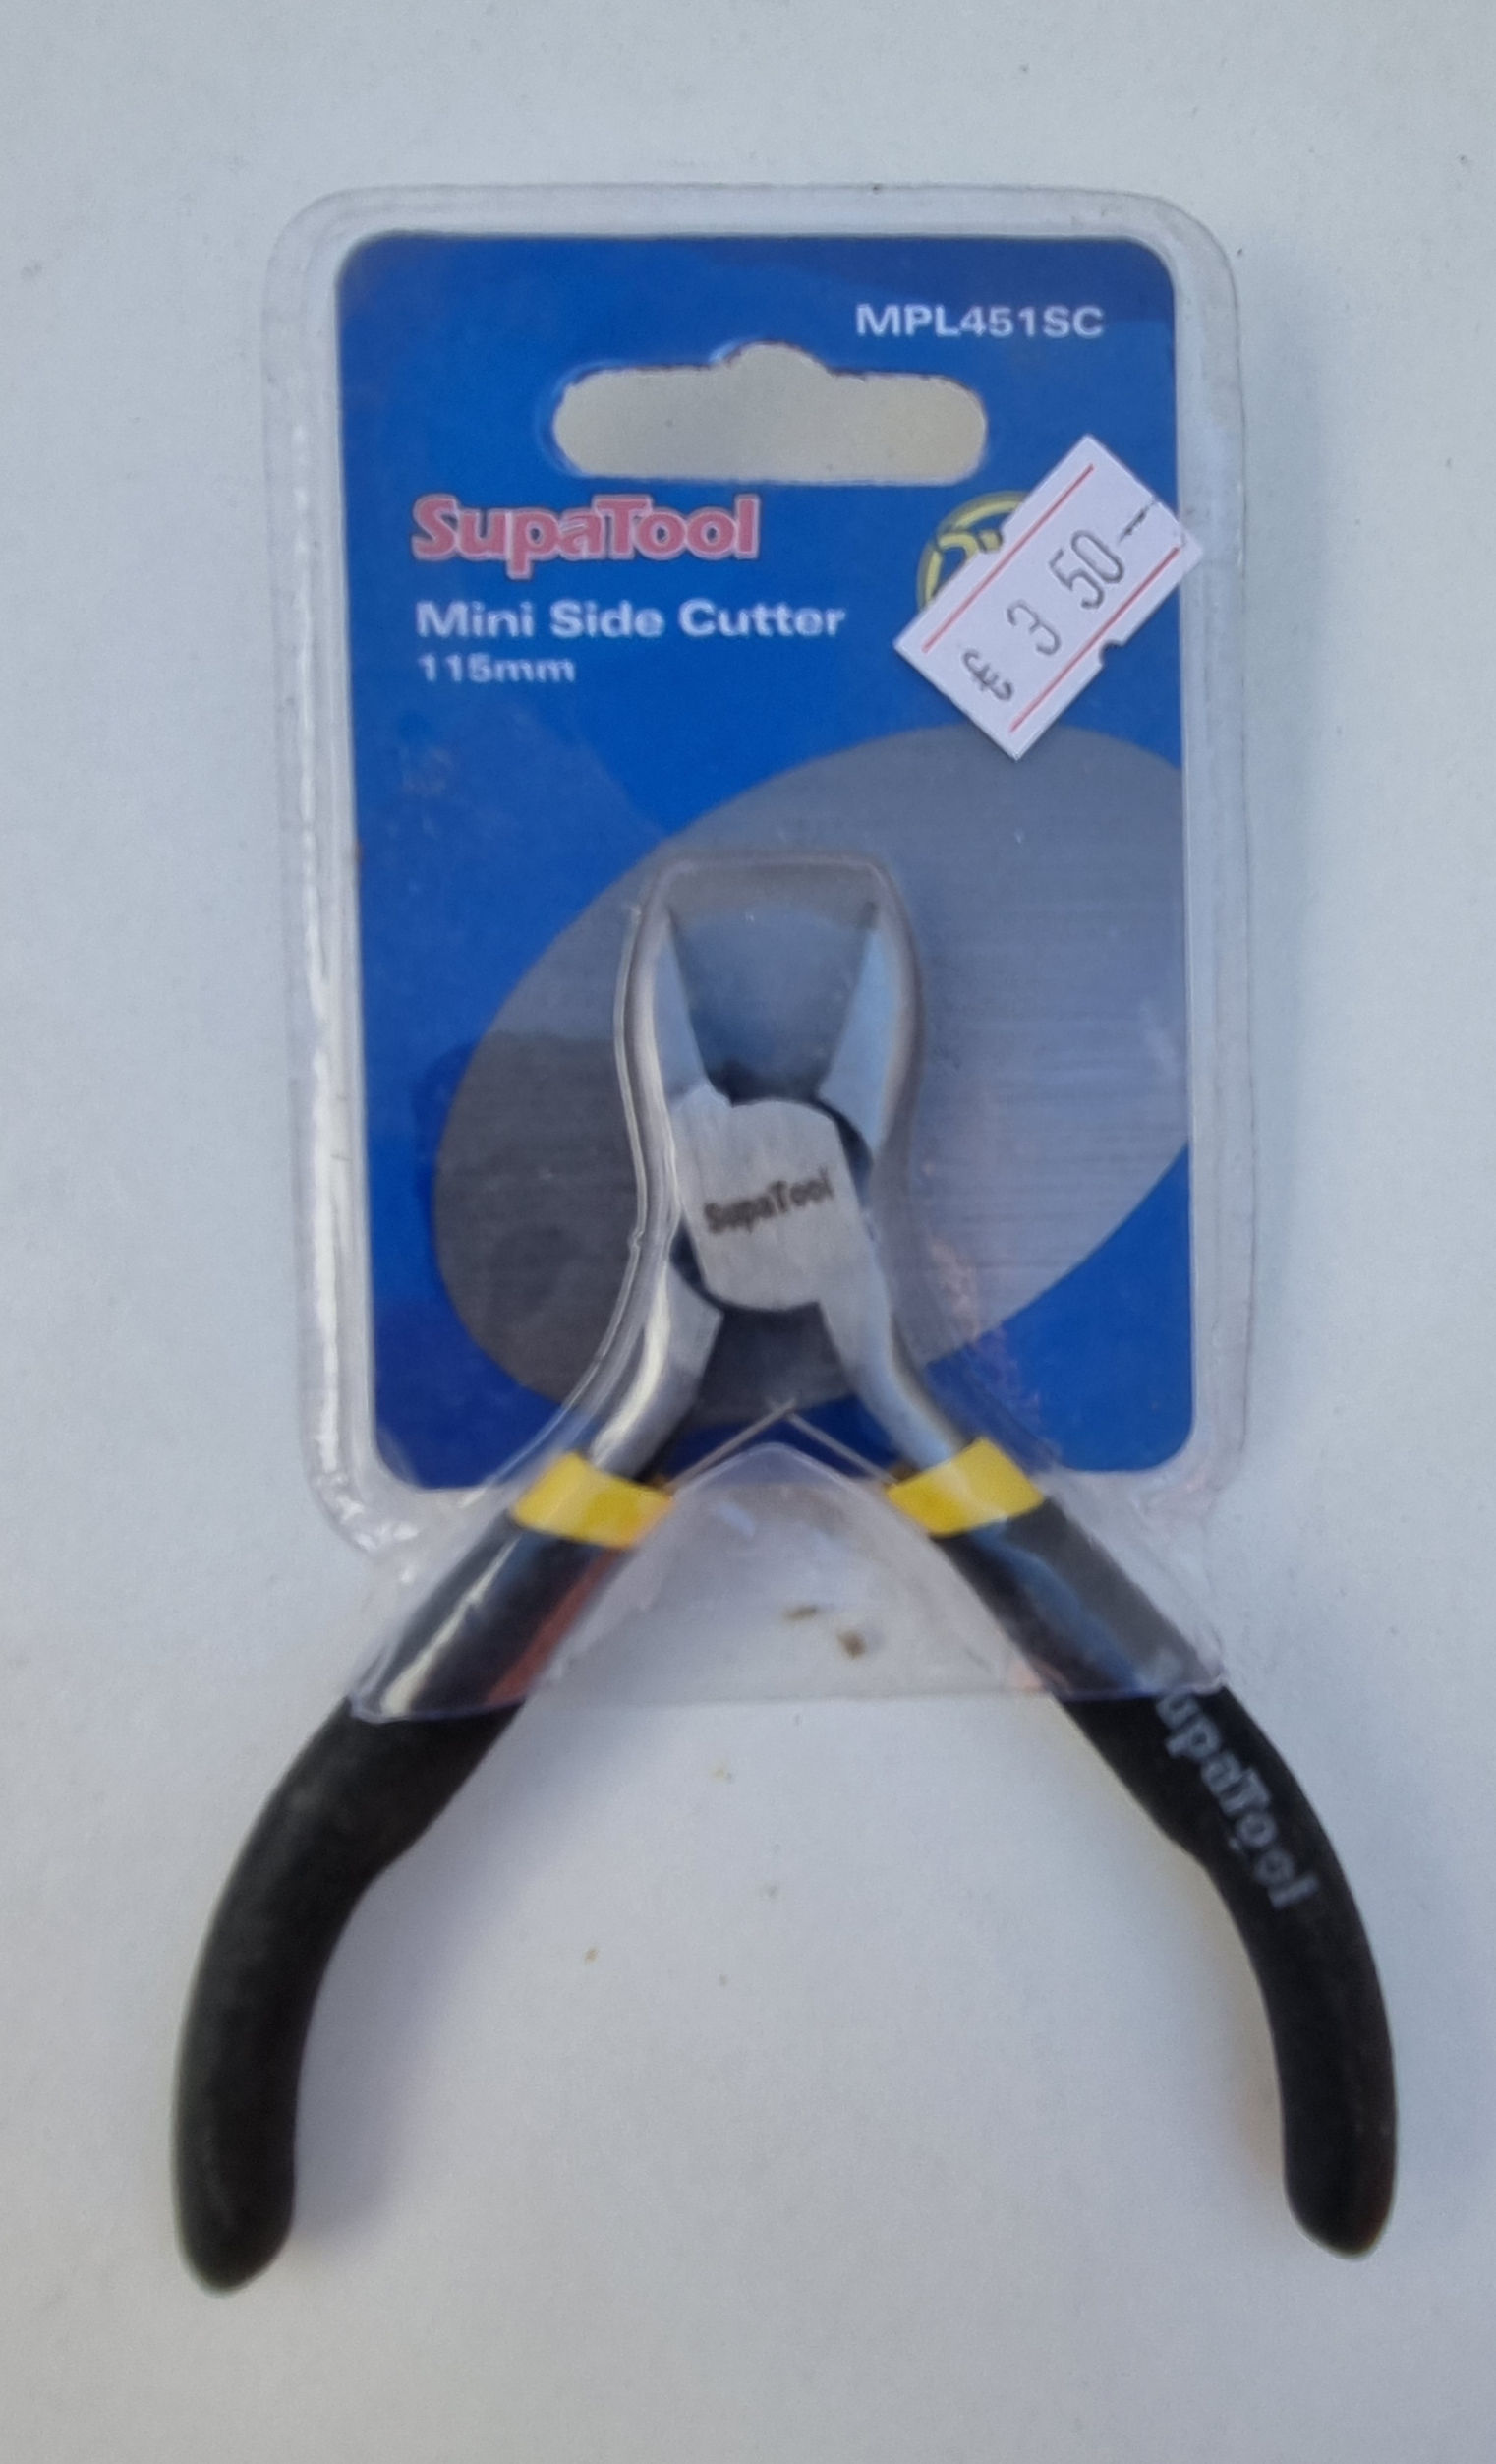 MPL451SC
SupaTool
£ 3 50
Mini Side Cutter
115mm
SupaTool
SupaTool